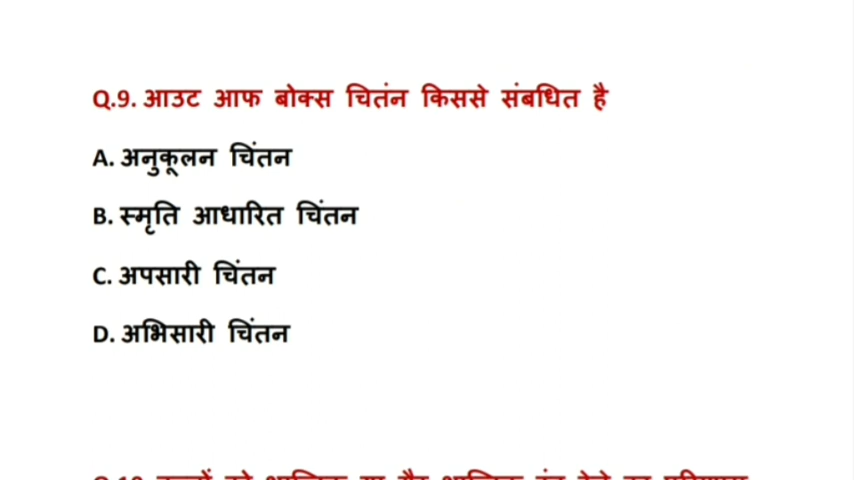 Q.9. आउट आफ बोक्स चितंन किससे संबधित है
A. अनुकूलन चिंतन
B. स्मृति आधारित चिंतन
C. अपसारी चिंतन
D. अभिसारी चिंतन